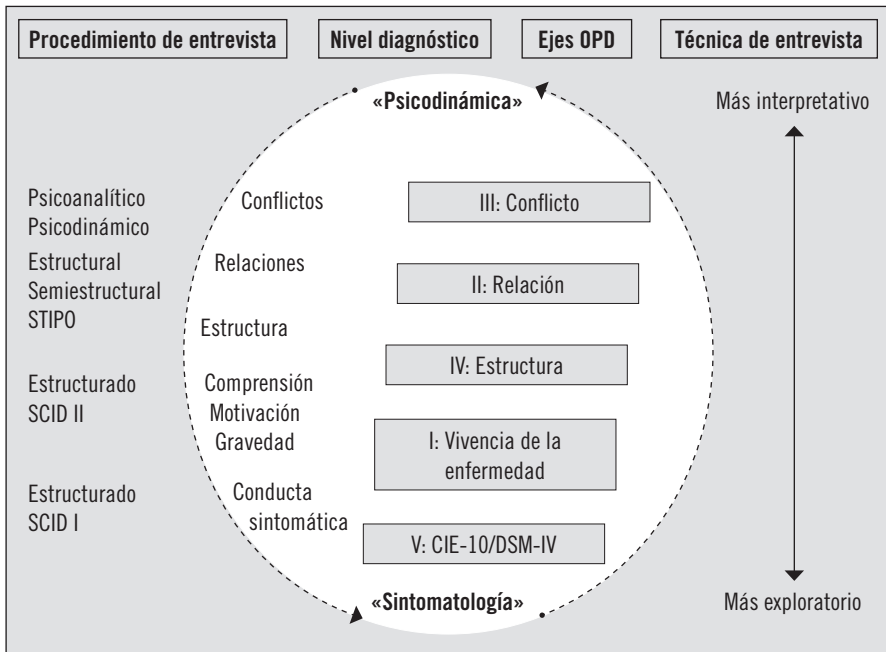 Procedimiento de entrevista
Nivel diagnóstico
Ejes OPD
Técnica de entrevista
«Psicodinámica»
Más interpretativo
Psicoanalítico
Psicodinámico
Conflictos
III: Conflicto
Estructural
Semiestructural
STIPO
Relaciones
II: Relación
Estructura
IV: Estructura
Estructurado
SCID II
Comprensión
Motivación
Gravedad
I: Vivencia de la
enfermedad
Estructurado
SCID I
Conducta
sintomática
V: CIE-10/DSM-IV
«Sintomatología»
Más exploratorio